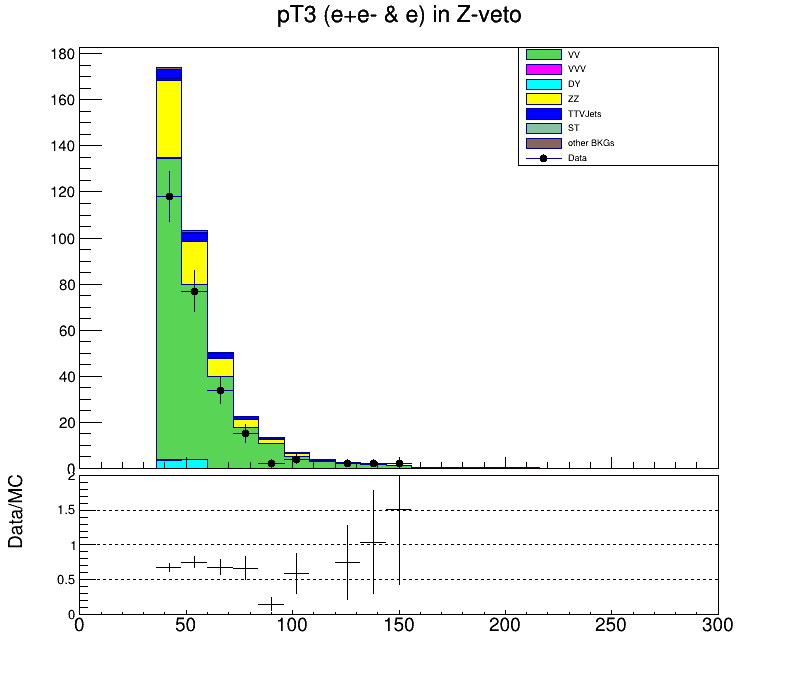 pT3 (e+e- & e) in Z-veto
180
160
140
120
100
80
60
40
20
0
VV
VVV
DY
ZZ
TTVJets
ST
other BKGs
Data
Data/MC
2
1.5
1
0.5
0
0 50 100 150 200 250 300